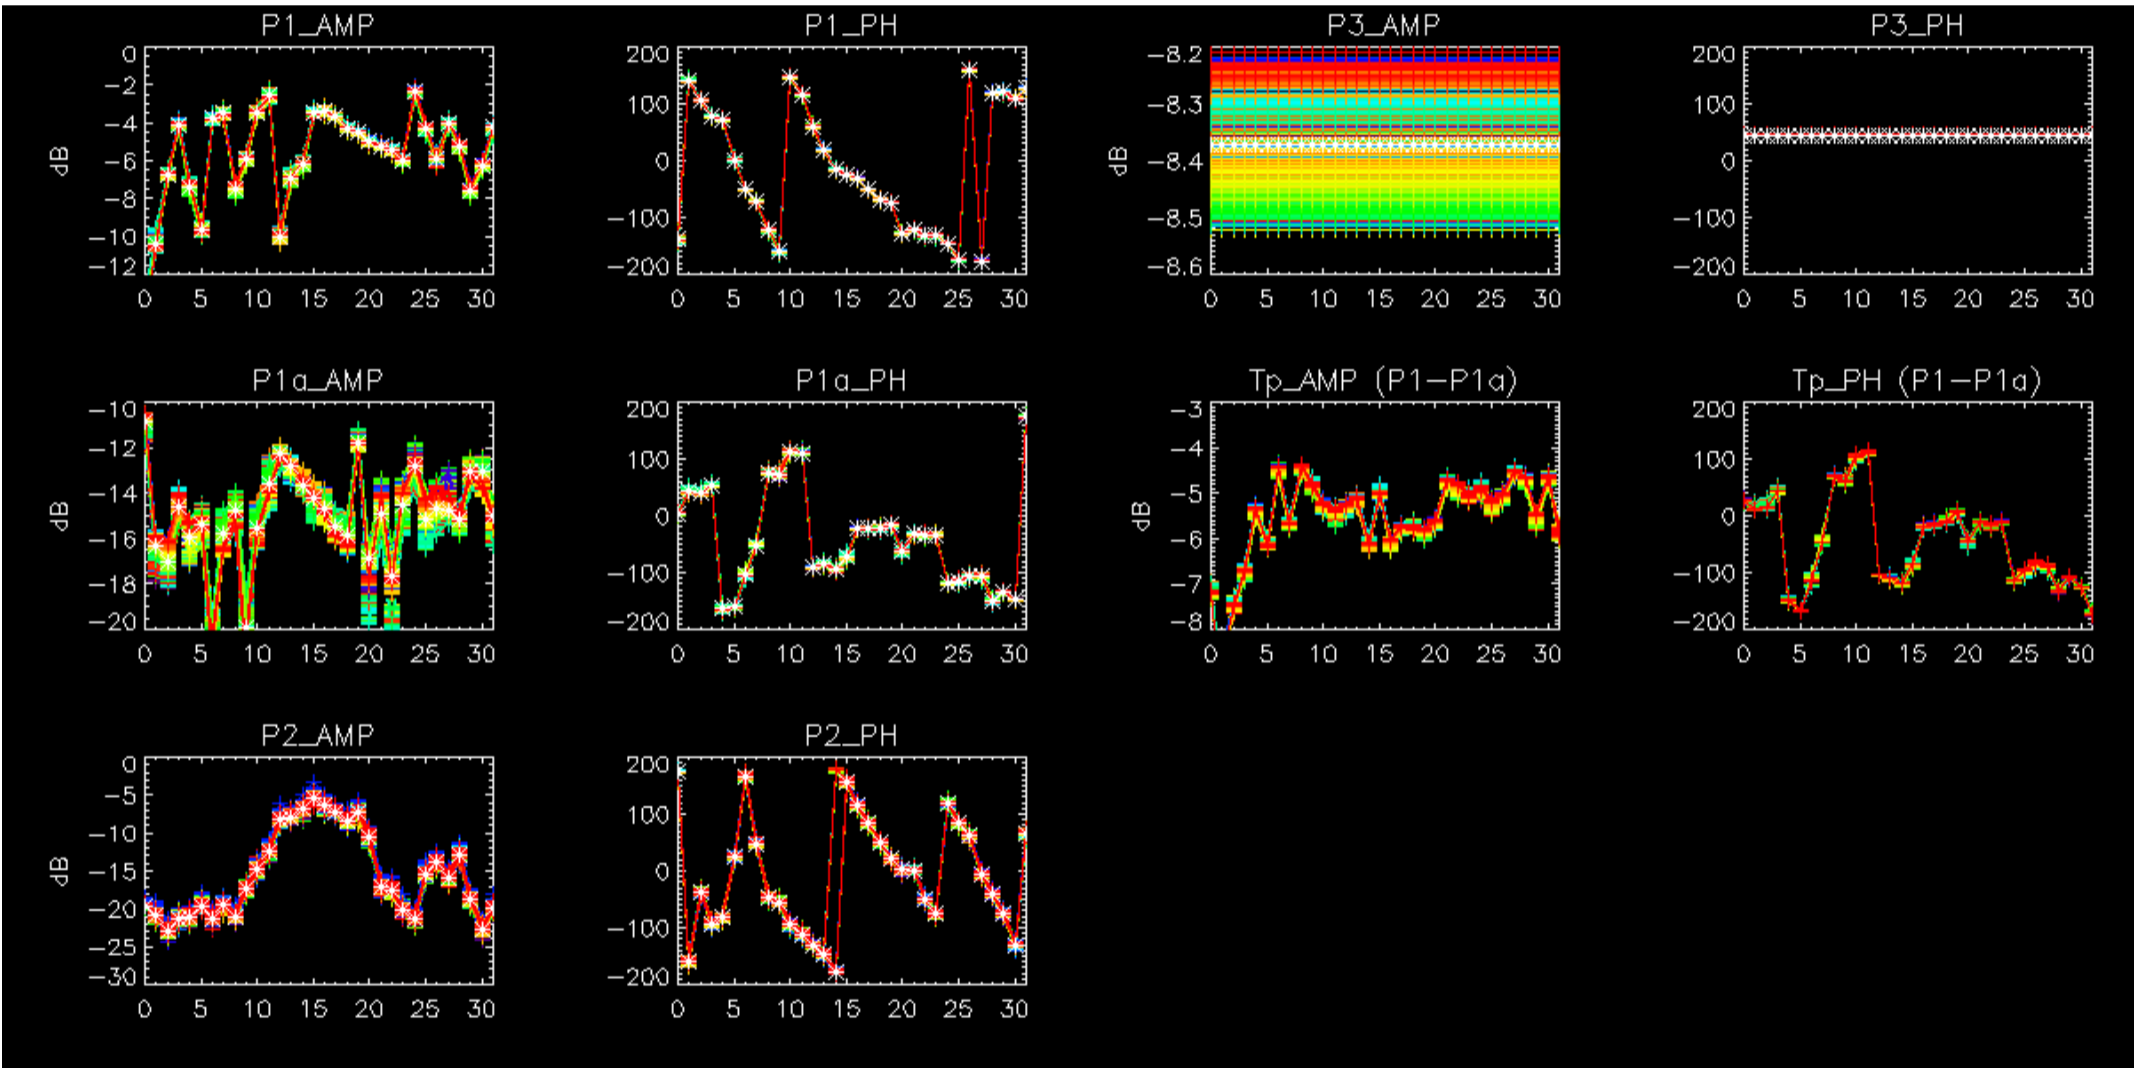 P1_AMP P1_PH P3_AMP P3_PH
0 200 −8.2 200
−2
−4 100 −8.3 100
dB −6 0 dB −8.4 0
−8
−10 −100 −8.5 −100
−12 −200 −8.6 −200
0 5 10 15 20 25 30 0 5 10 15 20 25 30 0 5 10 15 20 25 30 0 5 10 15 20 25 30
P1a_AMP P1a_PH Tp_AMP (P1−P1a) Tp_PH (P1−P1a)
−10 200 −3 200
−12 100 −4 100
−14 −5
dB 0 dB 0
−16 −6
−18 −100 −7 −100
−20 −200 −8 −200
0 5 10 15 20 25 30 0 5 10 15 20 25 30 0 5 10 15 20 25 30 0 5 10 15 20 25 30
P2_AMP P2_PH
0 200
−5 100
−10
dB −15 0
−20 −100
−25
−30 −200
0 5 10 15 20 25 30 0 5 10 15 20 25 30